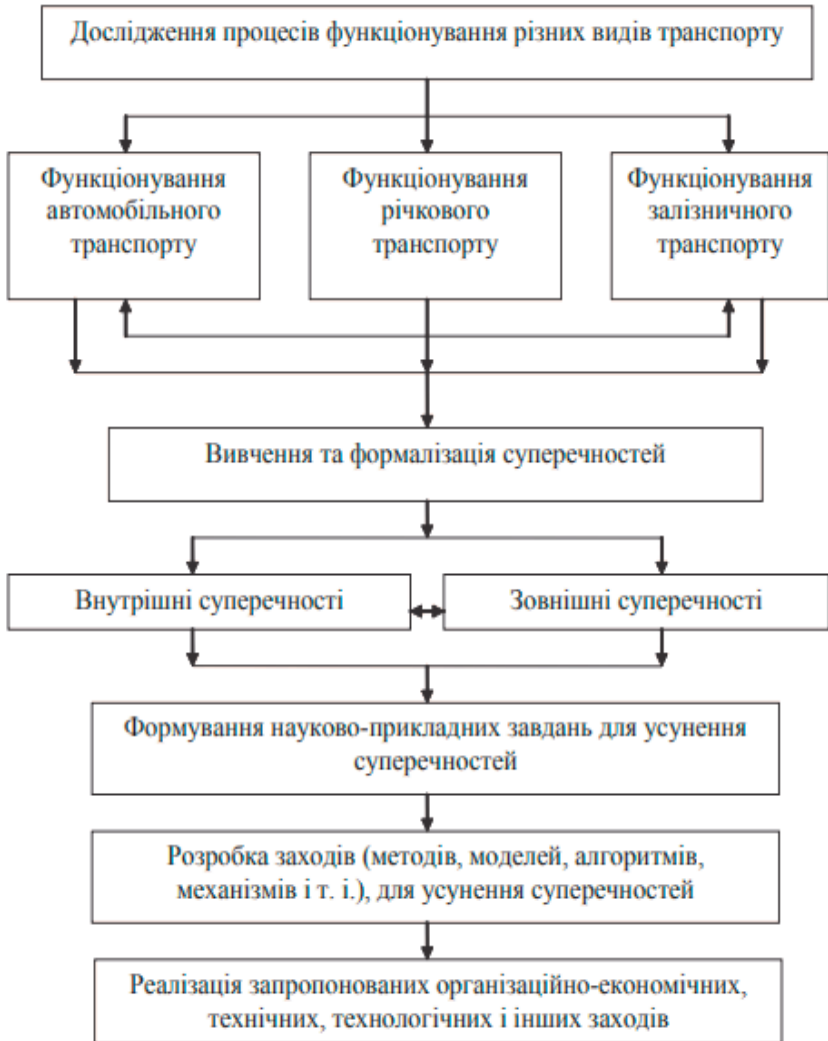 Дослідження процесів функціонування різних видів транспорту
Функціонування
автомобільного
транспорту
Функціонування
річкового
транспорту
Функціонування
залізничного
транспорту
Вивчення та формалізація суперечностей
Внутрішні суперечності
Зовнішні суперечності
Формування науково-прикладних завдань для усунення
суперечностей
Розробка заходів (методів, моделей, алгоритмів,
механізмів і т. і.), для усунення суперечностей
Реалізація запропонованих організаційно-економічних,
технічних, технологічних і інших заходів